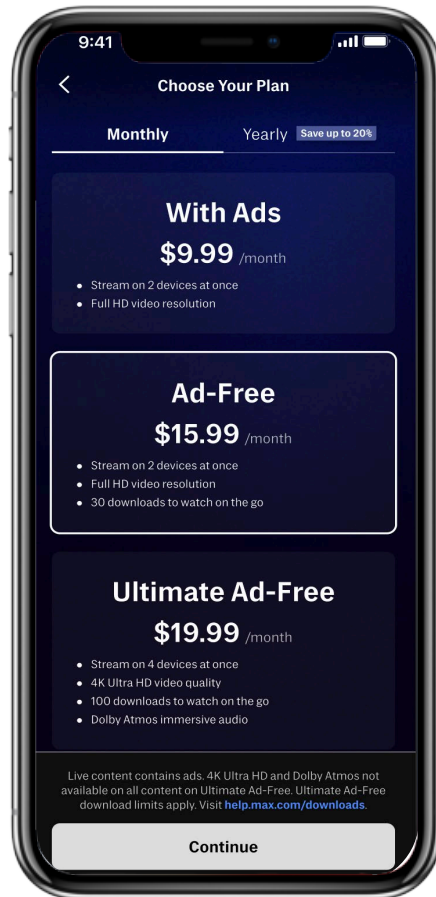 9:41
Choose Your Plan
Monthly Yearly Save up to 20%
With Ads
$9.99 /month
• Stream on 2 devices at once
• Full HD video resolution
Ad-Free
$15.99 /month
• Stream on 2 devices at once
• Full HD video resolution
• 30 downloads to watch on the go
Ultimate Ad-Free
$19.99 /month
• Stream on 4 devices at once
• 4K Ultra HD video quality
• 100 downloads to watch on the go
• Dolby Atmos immersive audio
Live content contains ads. 4K Ultra HD and Dolby Atmos not
available on all content on Ultimate Ad-Free. Ultimate Ad-Free
download limits apply. Visit help.max.com/downloads.
Continue